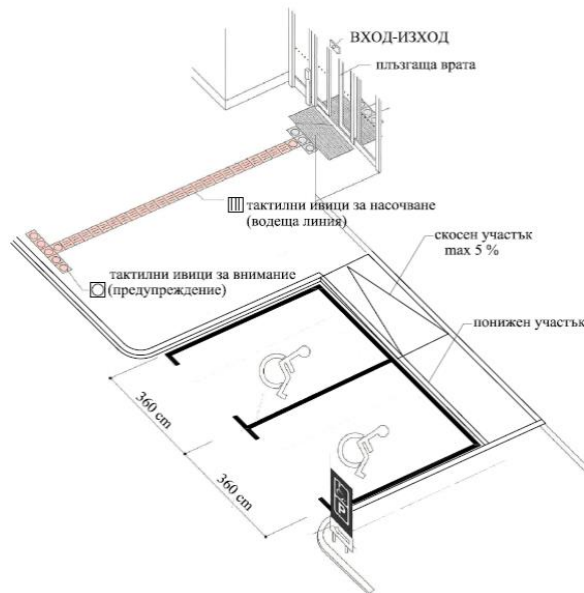 ВХОД-ИЗХОД
плъзгаща врата
тактилни ивици за насочване
(водеща линия)
скосен участък
max 5 %
тактилни ивици за внимание
(предупреждение)
понижен участък
360 cm
360 cm
P